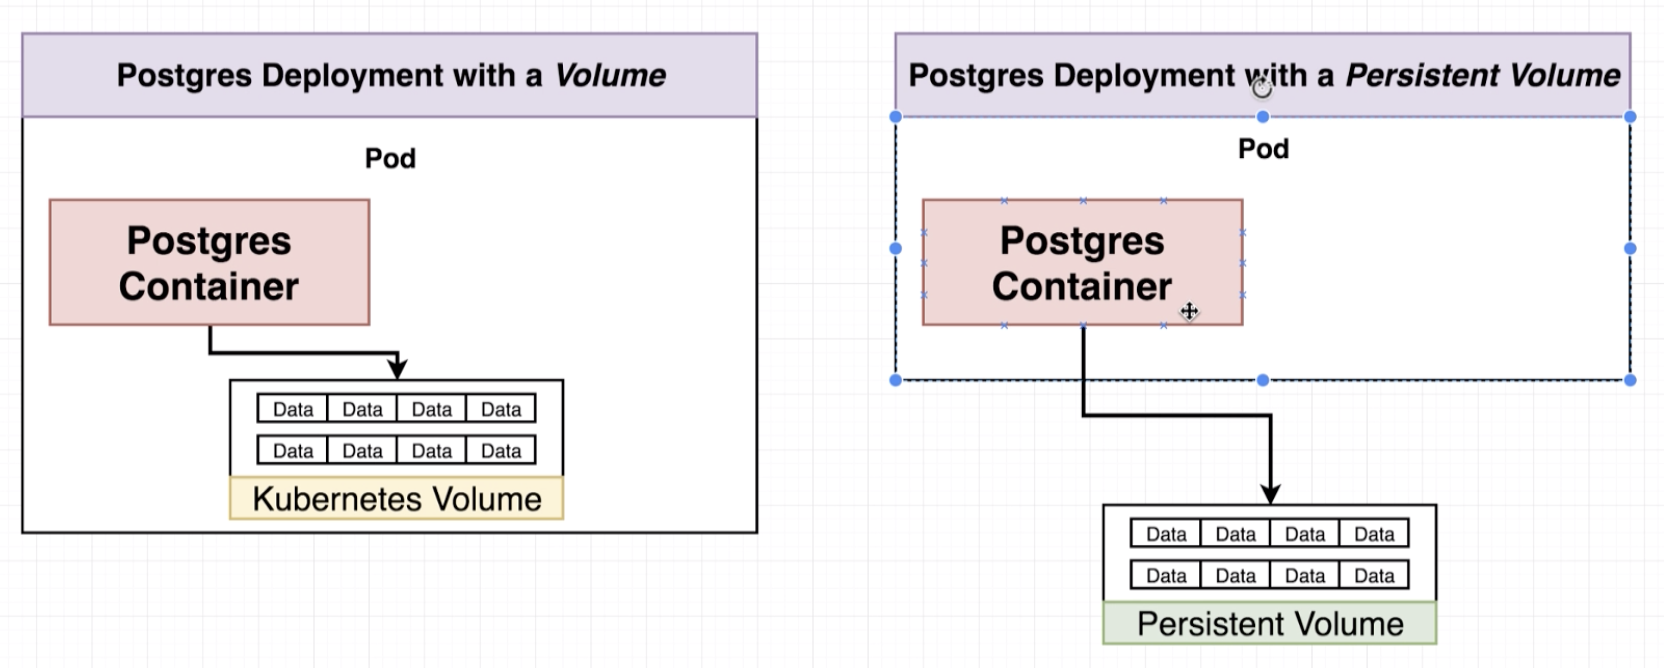 Postgres Deployment with a Volume
Pod
Postgres
Container
Data Data Data Data
Data Data Data Data
Kubernetes Volume
Postgres Deployment with a Persistent Volume
Pod
Postgres
Container
Data Data Data Data
Data Data Data Data
Persistent Volume